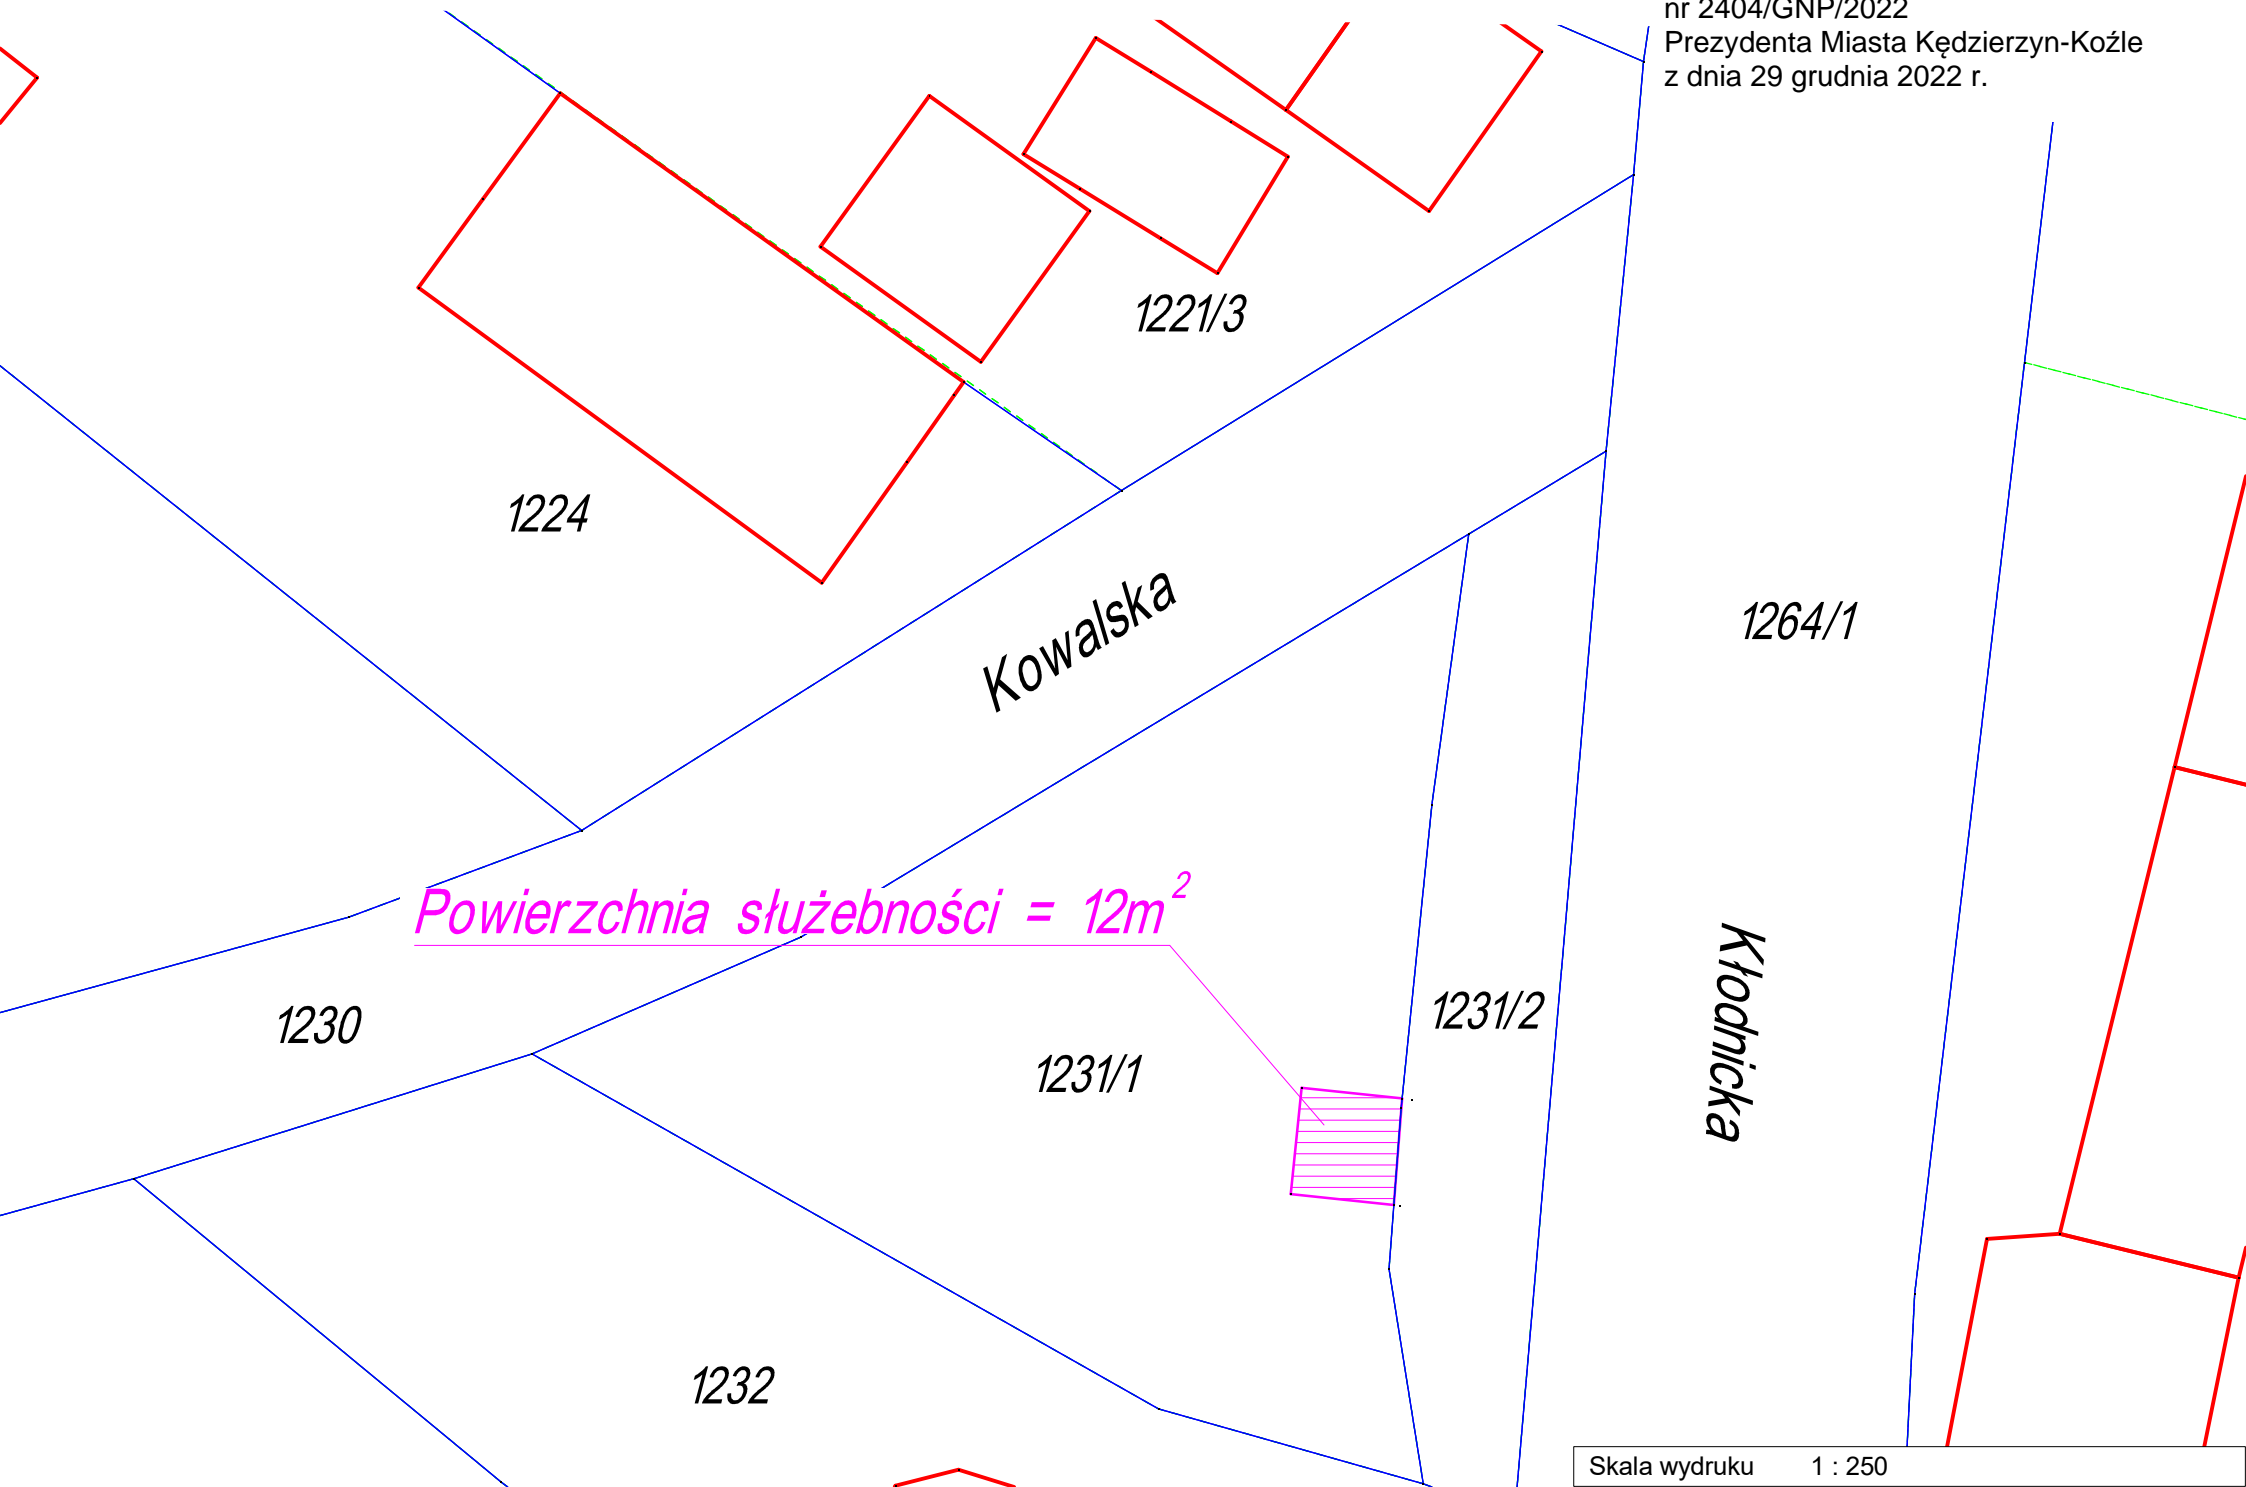 nr 2404/GNP/2022
Prezydenta Miasta Kędzierzyn-Koźle
z dnia 29 grudnia 2022 r.
1221/3
1224
Kowalska
1264/1
Powierzchnia służebności = 12m²
Kłodnicka
1231/2
1230
1231/1
1232
Skala wydruku 1 : 250